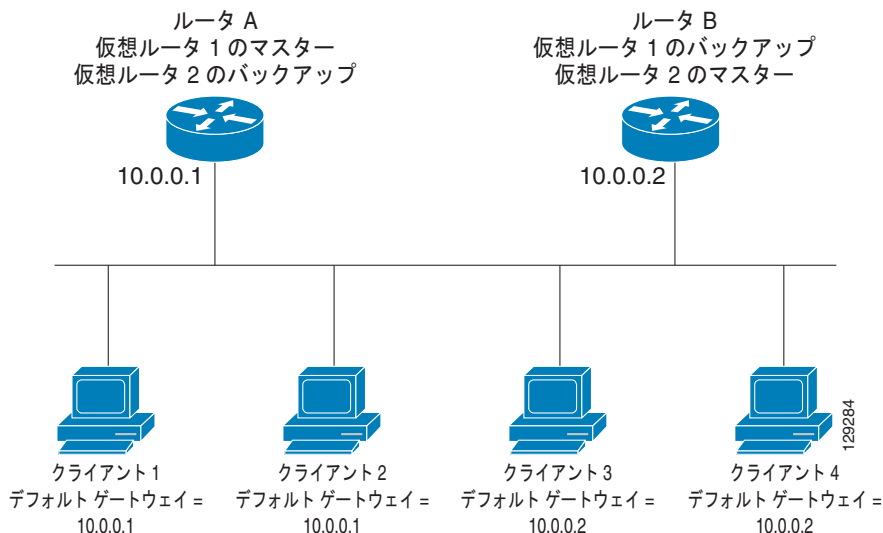 ルータ A
仮想ルータ 1 のマスター
仮想ルータ 2 のバックアップ
ルータ B
仮想ルータ 1 のバックアップ
仮想ルータ 2 のマスター
10.0.0.1
10.0.0.2
クライアント 1
デフォルト ゲートウェイ =
10.0.0.1
クライアント 2
デフォルト ゲートウェイ =
10.0.0.1
クライアント 3
デフォルト ゲートウェイ =
10.0.0.2
クライアント 4
デフォルト ゲートウェイ =
10.0.0.2
129284